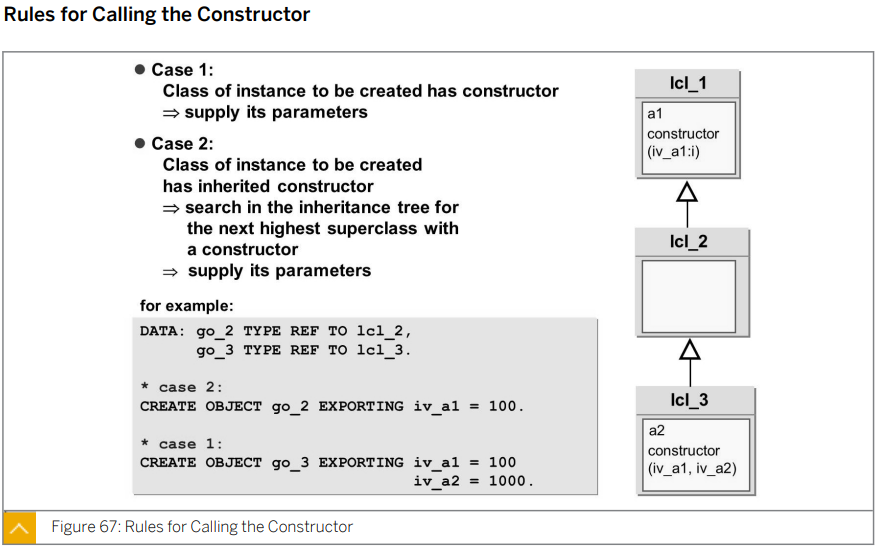 Rules for Calling the Constructor
● Case 1:
Class of instance to be created has constructor
⇒ supply its parameters
● Case 2:
Class of instance to be created
has inherited constructor
⇒ search in the inheritance tree for
the next highest superclass with
a constructor
⇒ supply its parameters
for example:
DATA: go_2 TYPE REF TO lcl_2,
go_3 TYPE REF TO lcl_3.
* case 2:
CREATE OBJECT go_2 EXPORTING iv_a1 = 100.
* case 1:
CREATE OBJECT go_3 EXPORTING iv_a1 = 100
iv_a2 = 1000.
lcl_1
a1
constructor
(iv_a1:i)
lcl_2
lcl_3
a2
constructor
(iv_a1, iv_a2)
Figure 67: Rules for Calling the Constructor